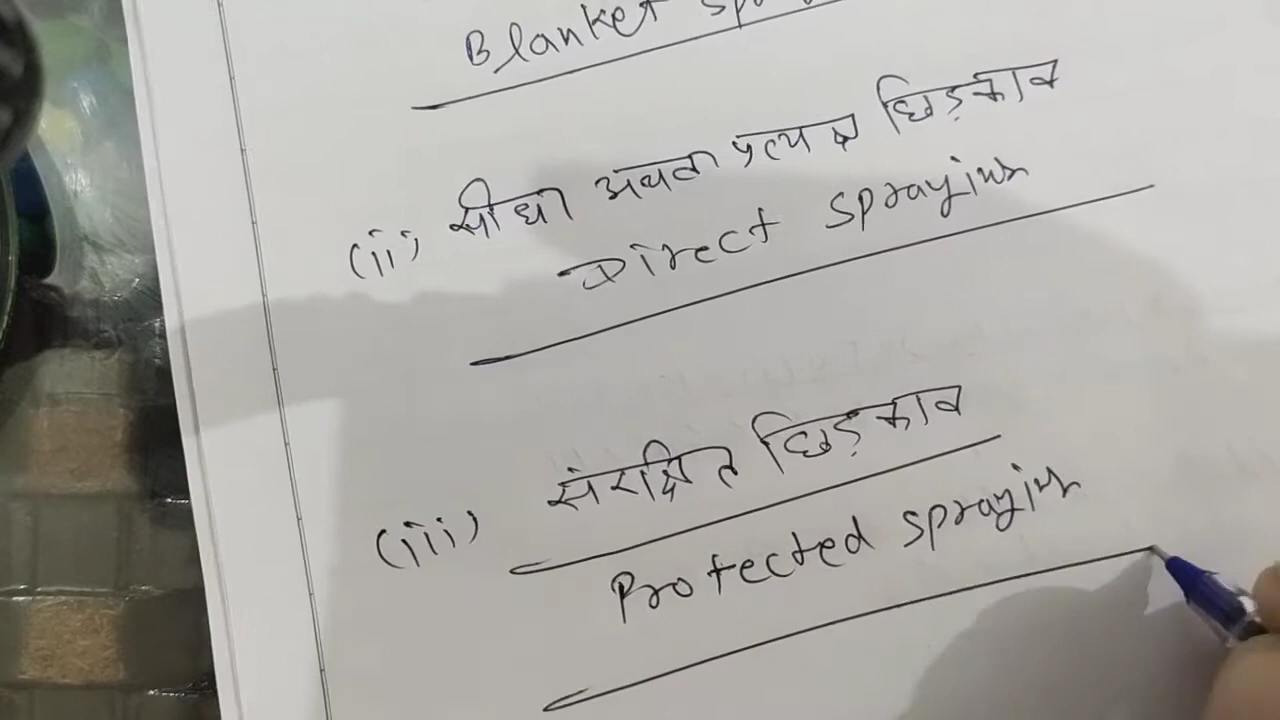 Blanket
(ii) सीधा अथवा प्रत्यक्ष छिड़काव
Direct spraying
(iii) संरक्षित छिड़काव
Protected spraying